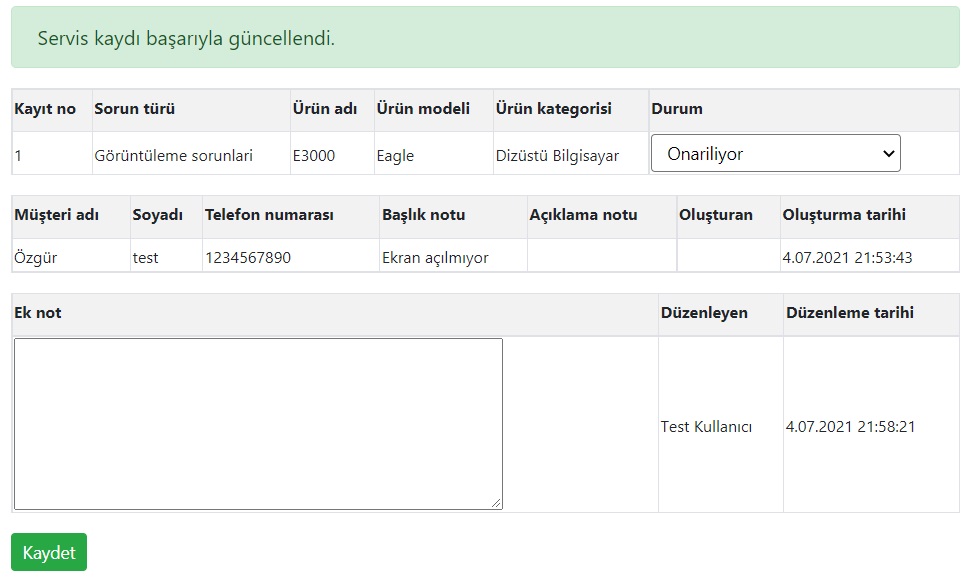 Servis kaydı başarıyla güncellendi.
Kayıt no Sorun türü Ürün adı Ürün modeli Ürün kategorisi Durum
1 Görüntüleme sorunlari E3000 Eagle Dizüstü Bilgisayar Onariliyor
Müşteri adı Soyadı Telefon numarası Başlık notu Açıklama notu Oluşturan Oluşturma tarihi
Özgür test 1234567890 Ekran açılmıyor 4.07.2021 21:53:43
Ek not Düzenleyen Düzenleme tarihi
Test Kullanıcı 4.07.2021 21:58:21
Kaydet